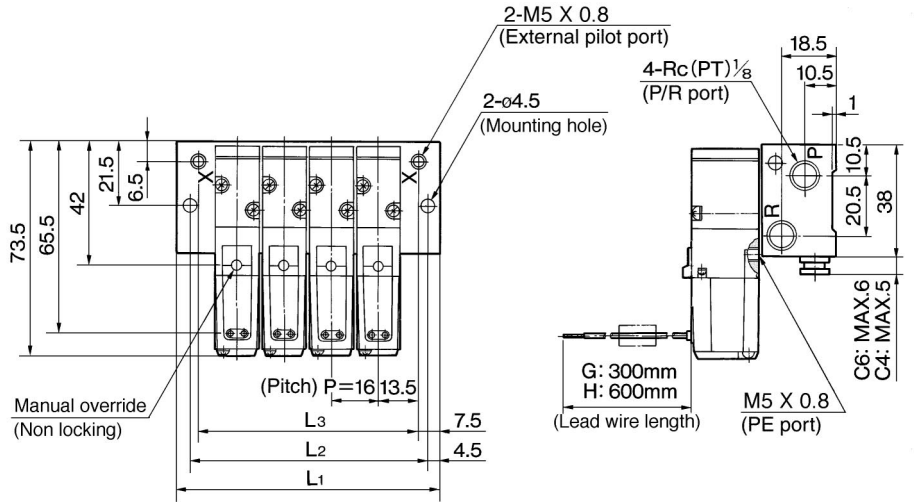 2-M5 X 0.8
(External pilot port)
2-ø4.5
(Mounting hole)
4-Rc(PT)⅛
(P/R port)
18.5
10.5
1
73.5
65.5
42
21.5
6.5
X
X
P
R
10.5
20.5
38
C6: MAX.6
C4: MAX.5
(Pitch) P=16
13.5
G: 300mm
H: 600mm
(Lead wire length)
M5 X 0.8
(PE port)
Manual override
(Non locking)
L3
7.5
L2
4.5
L1